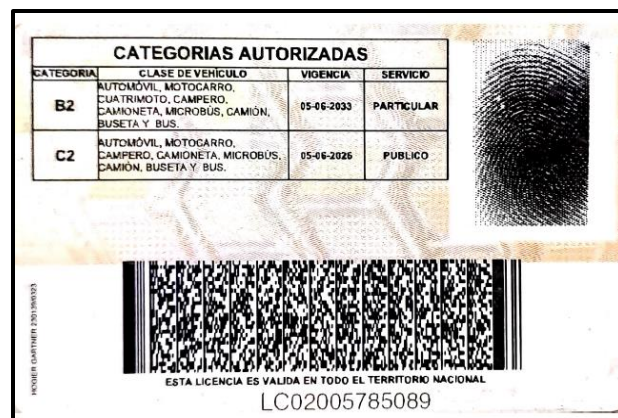 CATEGORIAS AUTORIZADAS
CATEGORIA CLASE DE VEHÍCULO VIGENCIA SERVICIO
B2 AUTOMÓVIL, MOTOCARRO, CUATRIMOTO, CAMPERO, CAMIONETA, MICROBÚS, CAMIÓN, BUSETA Y BUS. 05-06-2033 PARTICULAR
C2 AUTOMÓVIL, MOTOCARRO, CAMPERO, CAMIONETA, MICROBÚS, CAMIÓN, BUSETA Y BUS. 05-06-2026 PUBLICO
ESTA LICENCIA ES VALIDA EN TODO EL TERRITORIO NACIONAL
LC02005785089